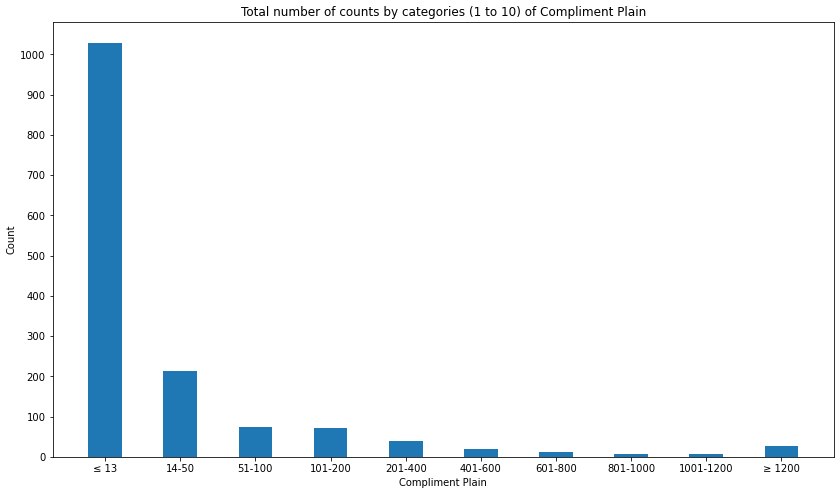 Total number of counts by categories (1 to 10) of Compliment Plain
1000
900
800
700
600
500
400
300
200
100
0
Count
≤ 13 14-50 51-100 101-200 201-400 401-600 601-800 801-1000 1001-1200 ≥ 1200
Compliment Plain